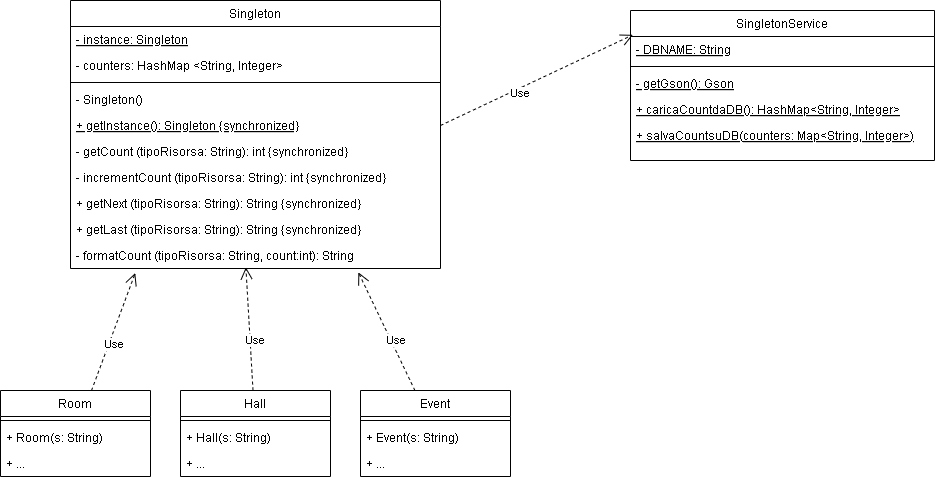 Singleton
- instance: Singleton
- counters: HashMap <String, Integer>
- Singleton()
+ getInstance(): Singleton {synchronized}
- getCount (tipoRisorsa: String): int {synchronized}
- incrementCount (tipoRisorsa: String): int {synchronized}
+ getNext (tipoRisorsa: String): String {synchronized}
+ getLast (tipoRisorsa: String): String {synchronized}
- formatCount (tipoRisorsa: String, count:int): String
Use
SingletonService
- DBNAME: String
- getGson(): Gson
+ caricaCountdaDB(): HashMap<String, Integer>
+ salvaCountsuDB(counters: Map<String, Integer>)
Use
Use
Use
Room
+ Room(s: String)
+ ...
Hall
+ Hall(s: String)
+ ...
Event
+ Event(s: String)
+ ...